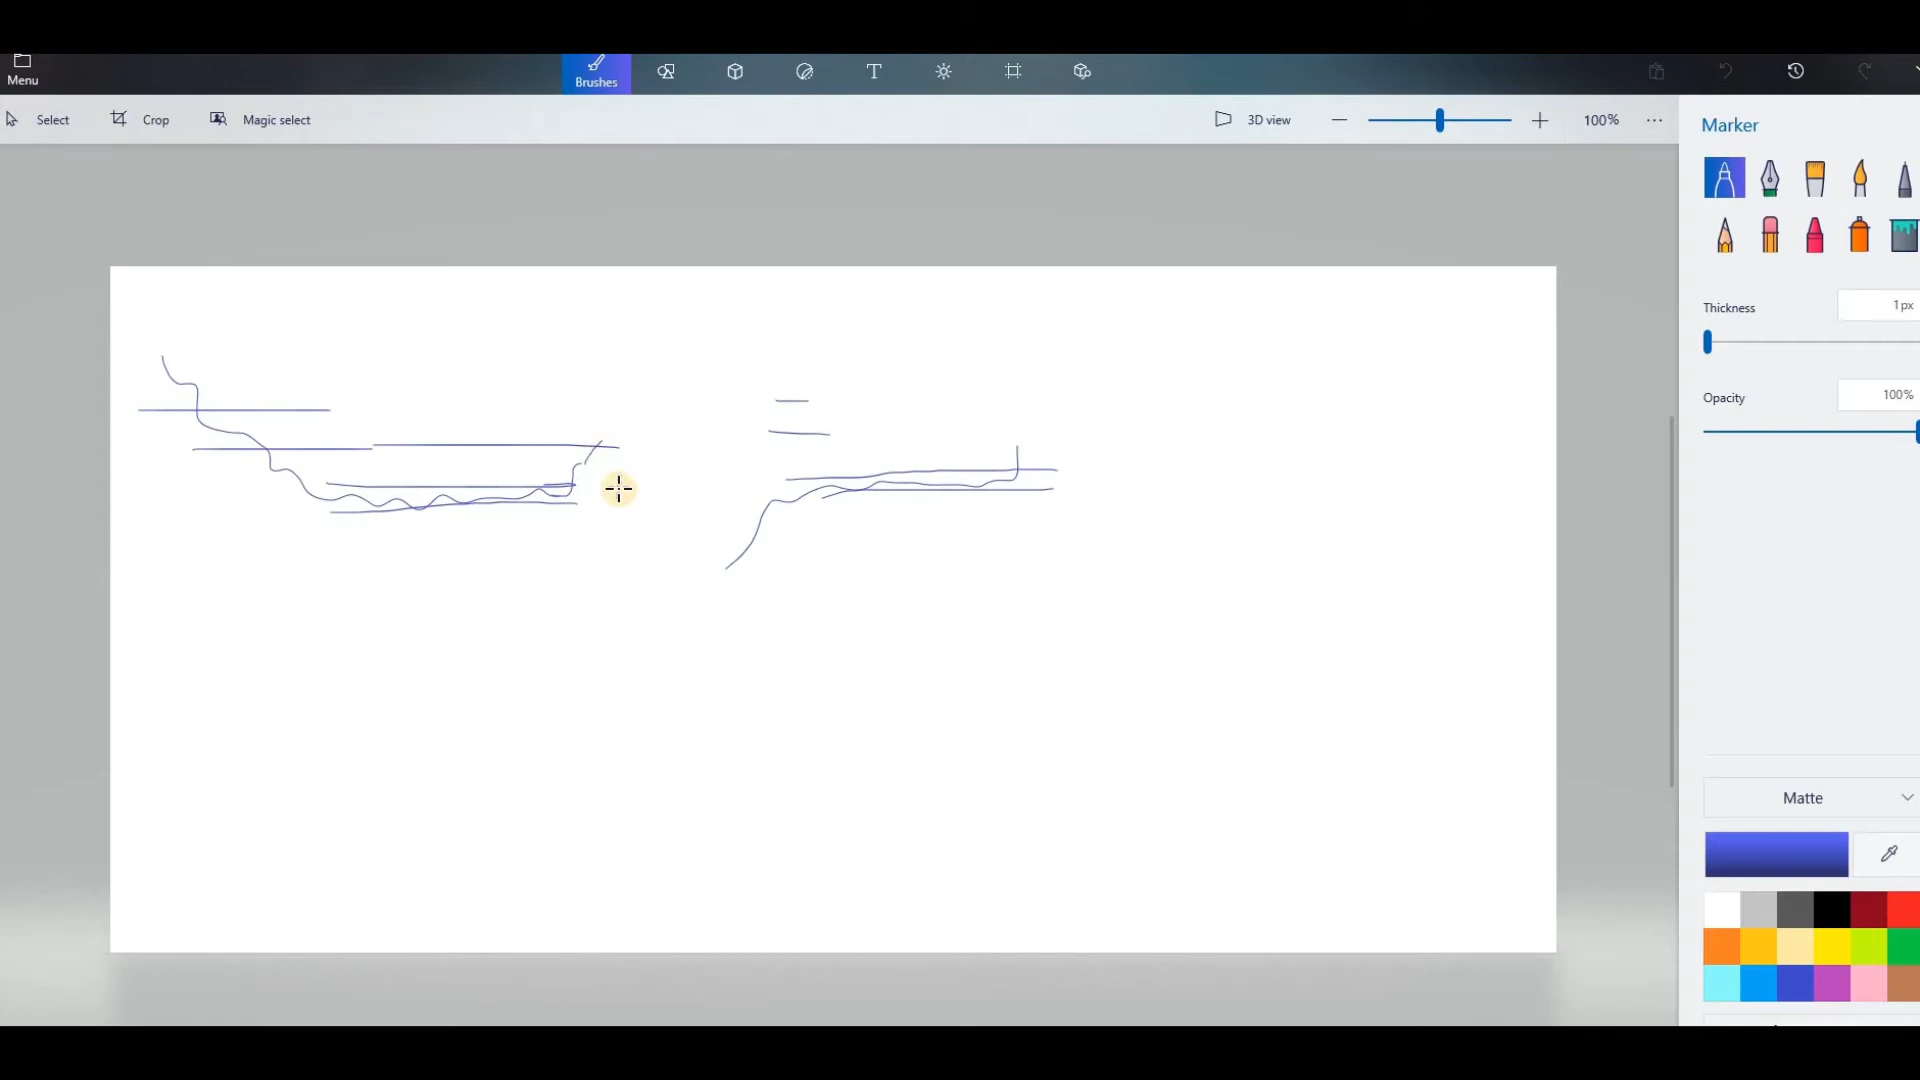 Menu
Brushes
Select
Crop
Magic select
3D view
100%
Marker
Thickness
1px
Opacity
100%
Matte